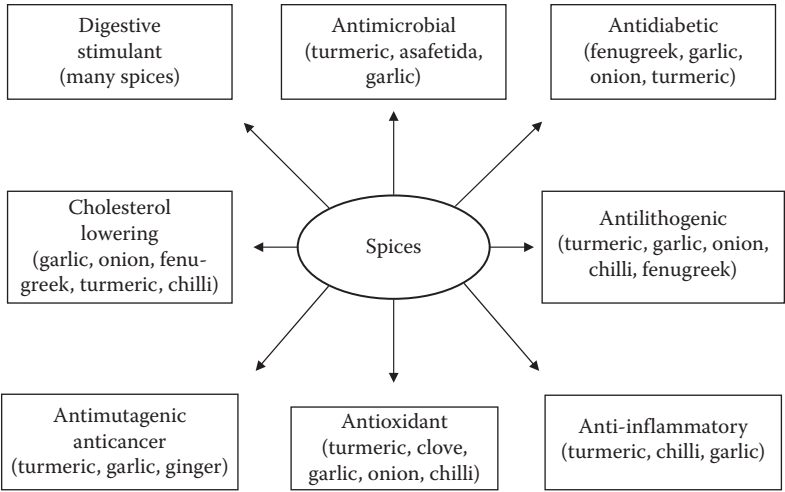 Digestive
stimulant
(many spices)
Antimicrobial
(turmeric, asafetida,
garlic)
Antidiabetic
(fenugreek, garlic,
onion, turmeric)
Cholesterol
lowering
(garlic, onion, fenu-
greek, turmeric, chilli)
Spices
Antilithogenic
(turmeric, garlic, onion,
chilli, fenugreek)
Antimutagenic
anticancer
(turmeric, garlic, ginger)
Antioxidant
(turmeric, clove,
garlic, onion, chilli)
Anti-inflammatory
(turmeric, chilli, garlic)